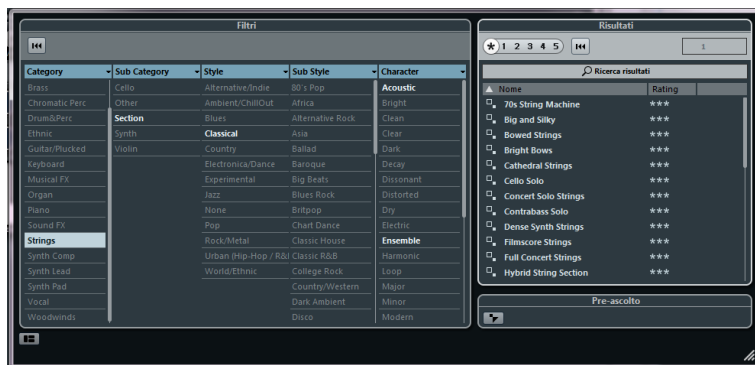 Filtri
Category Sub Category Style Sub Style Character
Brass Cello Alternative/Indie 80's Pop Acoustic
Chromatic Perc Other Ambient/ChillOut Africa Bright
Drum&Perc Section Blues Alternative Rock Clean
Ethnic Synth Classical Asia Clear
Guitar/Plucked Violin Country Ballad Dark
Keyboard Electronica/Dance Baroque Decay
Musical FX Experimental Big Beats Dissonant
Organ Jazz Blues Rock Distorted
Piano None Britpop Dry
Sound FX Pop Chart Dance Electric
Strings Rock/Metal Classic House Ensemble
Synth Comp Urban (Hip-Hop / R&I Classic R&B Harmonic
Synth Lead World/Ethnic College Rock Loop
Synth Pad Country/Western Major
Vocal Dark Ambient Minor
Woodwinds Disco Modern
Risultati
* 1 2 3 4 5 1
Ricerca risultati
Nome Rating
70s String Machine ***
Big and Silky ***
Bowed Strings ***
Bright Bows ***
Cathedral Strings ***
Cello Solo ***
Concert Solo Strings ***
Contrabass Solo ***
Dense Synth Strings ***
Filmscore Strings ***
Full Concert Strings ***
Hybrid String Section ***
Pre-ascolto